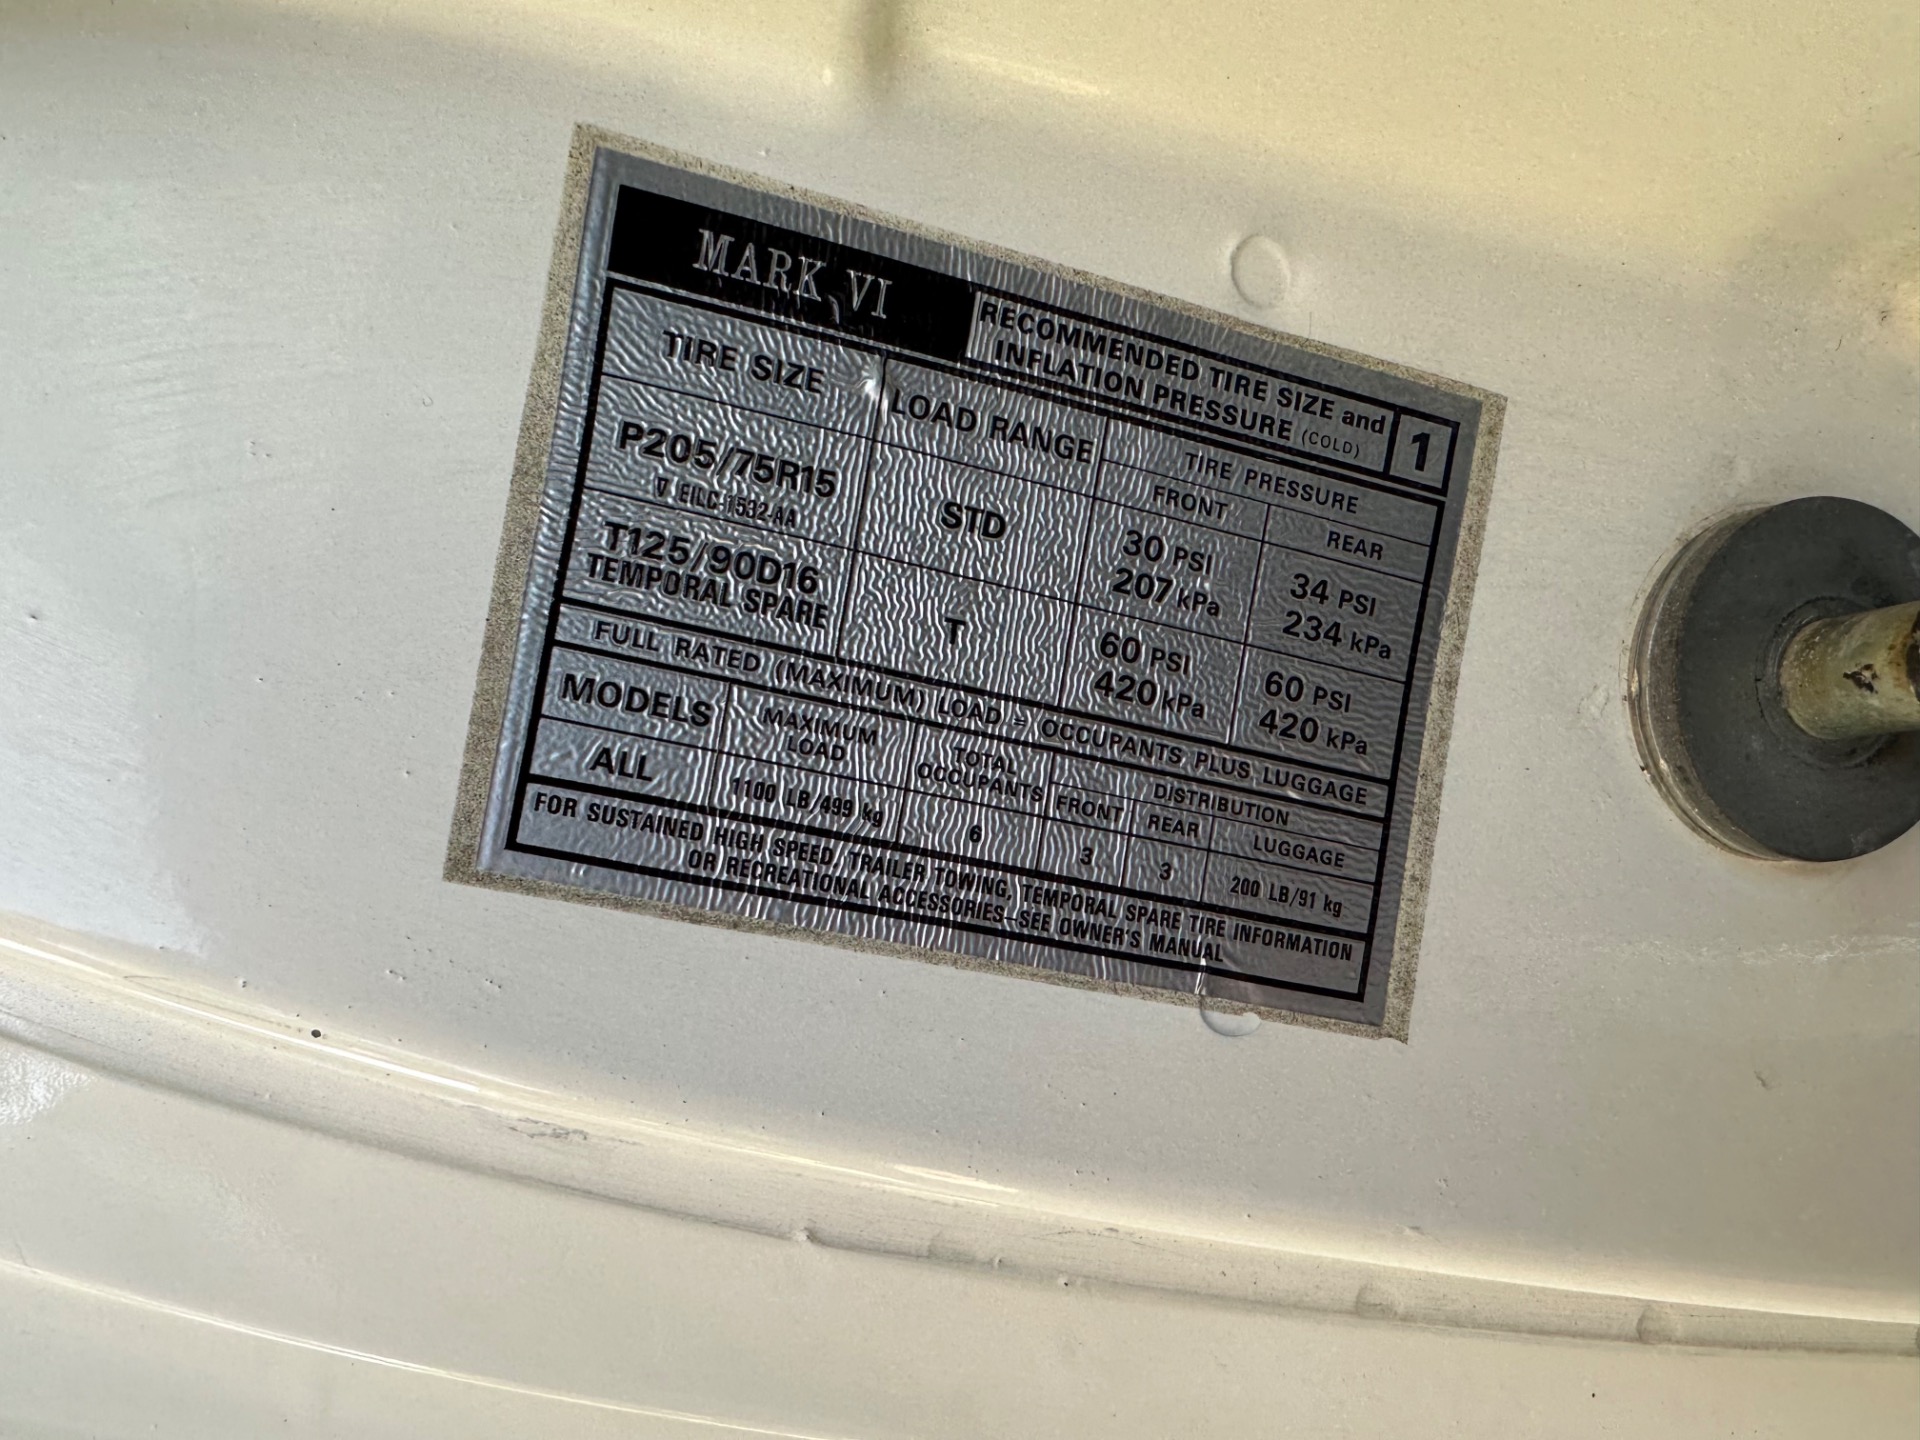 MARK VI
RECOMMENDED TIRE SIZE and
INFLATION PRESSURE (COLD)
1
TIRE SIZE
LOAD RANGE
TIRE PRESSURE
FRONT
REAR
P205/75R15
∇ EILC-1532-AA
STD
30 PSI
207 kPa
34 PSI
234 kPa
T125/90D16
TEMPORAL SPARE
T
60 PSI
420 kPa
60 PSI
420 kPa
FULL RATED (MAXIMUM) LOAD = OCCUPANTS PLUS LUGGAGE
MODELS
MAXIMUM
LOAD
TOTAL
OCCUPANTS
DISTRIBUTION
FRONT
REAR
LUGGAGE
ALL
1100 LB/499 kg
6
3
3
200 LB/91 kg
FOR SUSTAINED HIGH SPEED, TRAILER TOWING, TEMPORAL SPARE TIRE INFORMATION
OR RECREATIONAL ACCESSORIES—SEE OWNER'S MANUAL